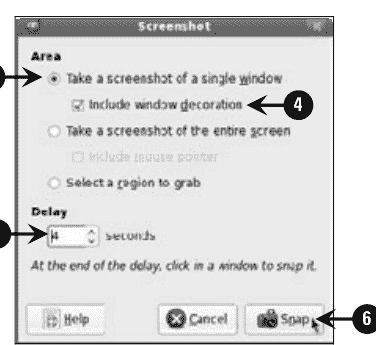 Screenshot
Area
Take a screenshot of a single window
Include window decoration
4
Take a screenshot of the entire screen
Include mouse pointer
Select a region to grab
Delay
4 seconds
At the end of the delay, click in a window to snap it.
Help Cancel Snap
6